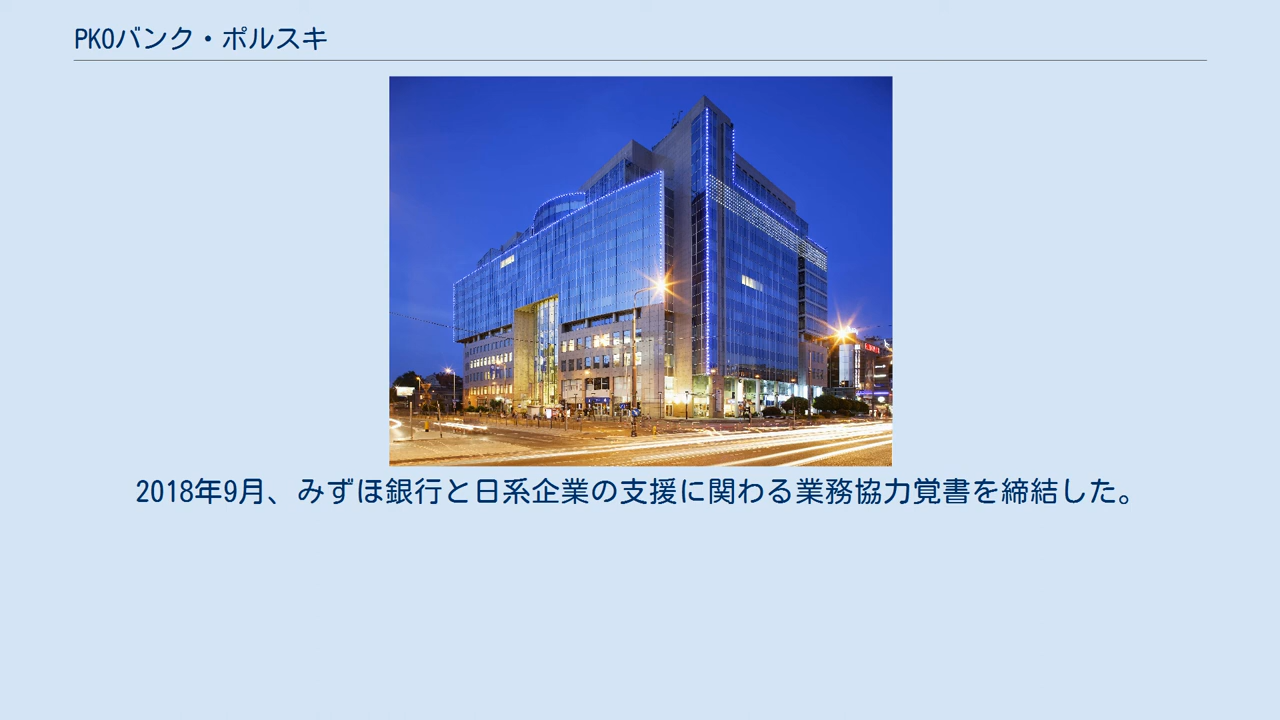 PKOバンク・ポルスキ
2018年9月、みずほ銀行と日系企業の支援に関わる業務協力覚書を締結した。